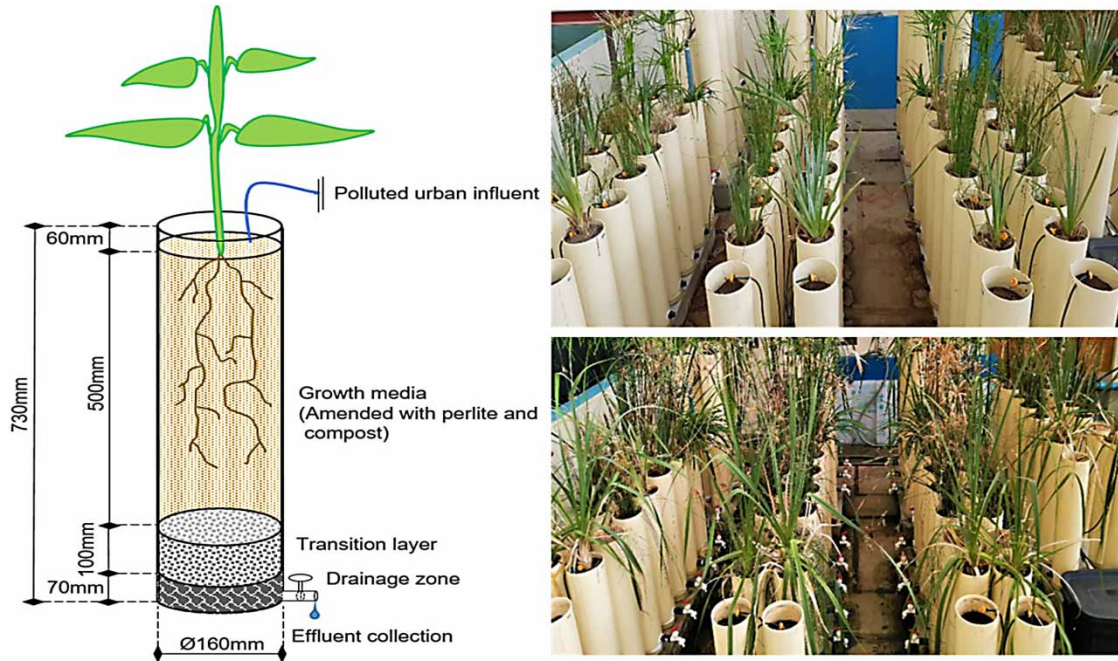 Polluted urban influent
60mm
500mm
730mm
Growth media
(Amended with perlite and
compost)
100mm
Transition layer
70mm
Drainage zone
Effluent collection
Ø160mm